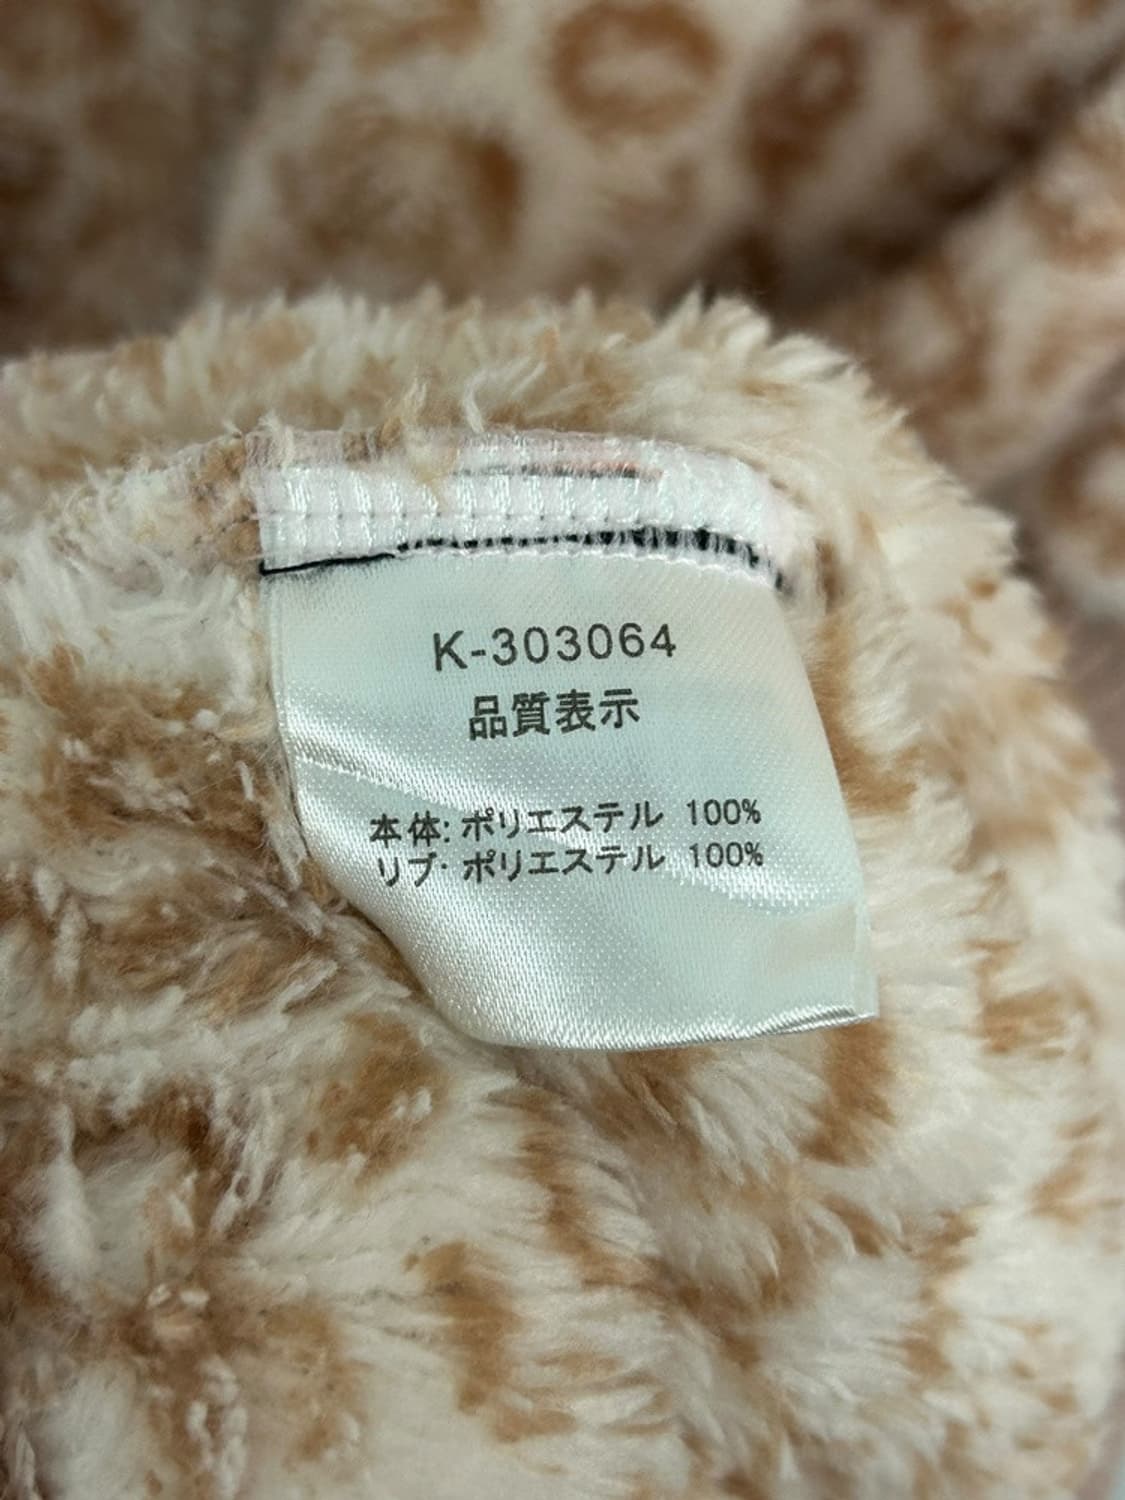 K-303064
品質表示
本体: ポリエステル 100%
リブ: ポリエステル 100%